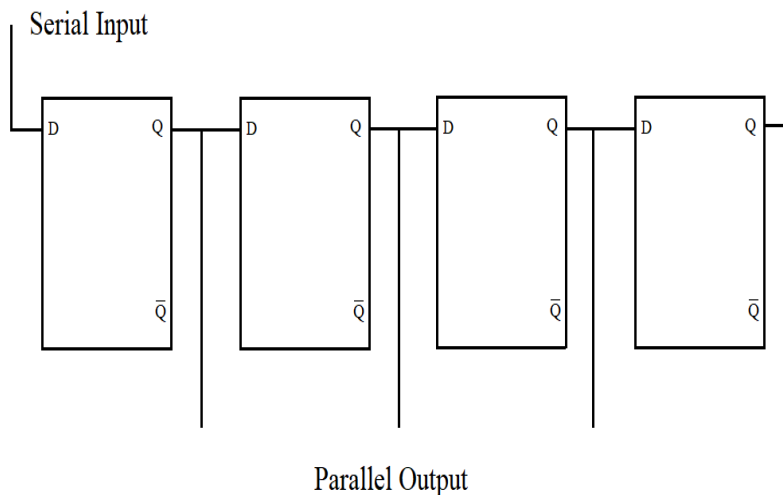 Serial Input
D Q D Q D Q D Q
Q̅ Q̅ Q̅ Q̅
Parallel Output